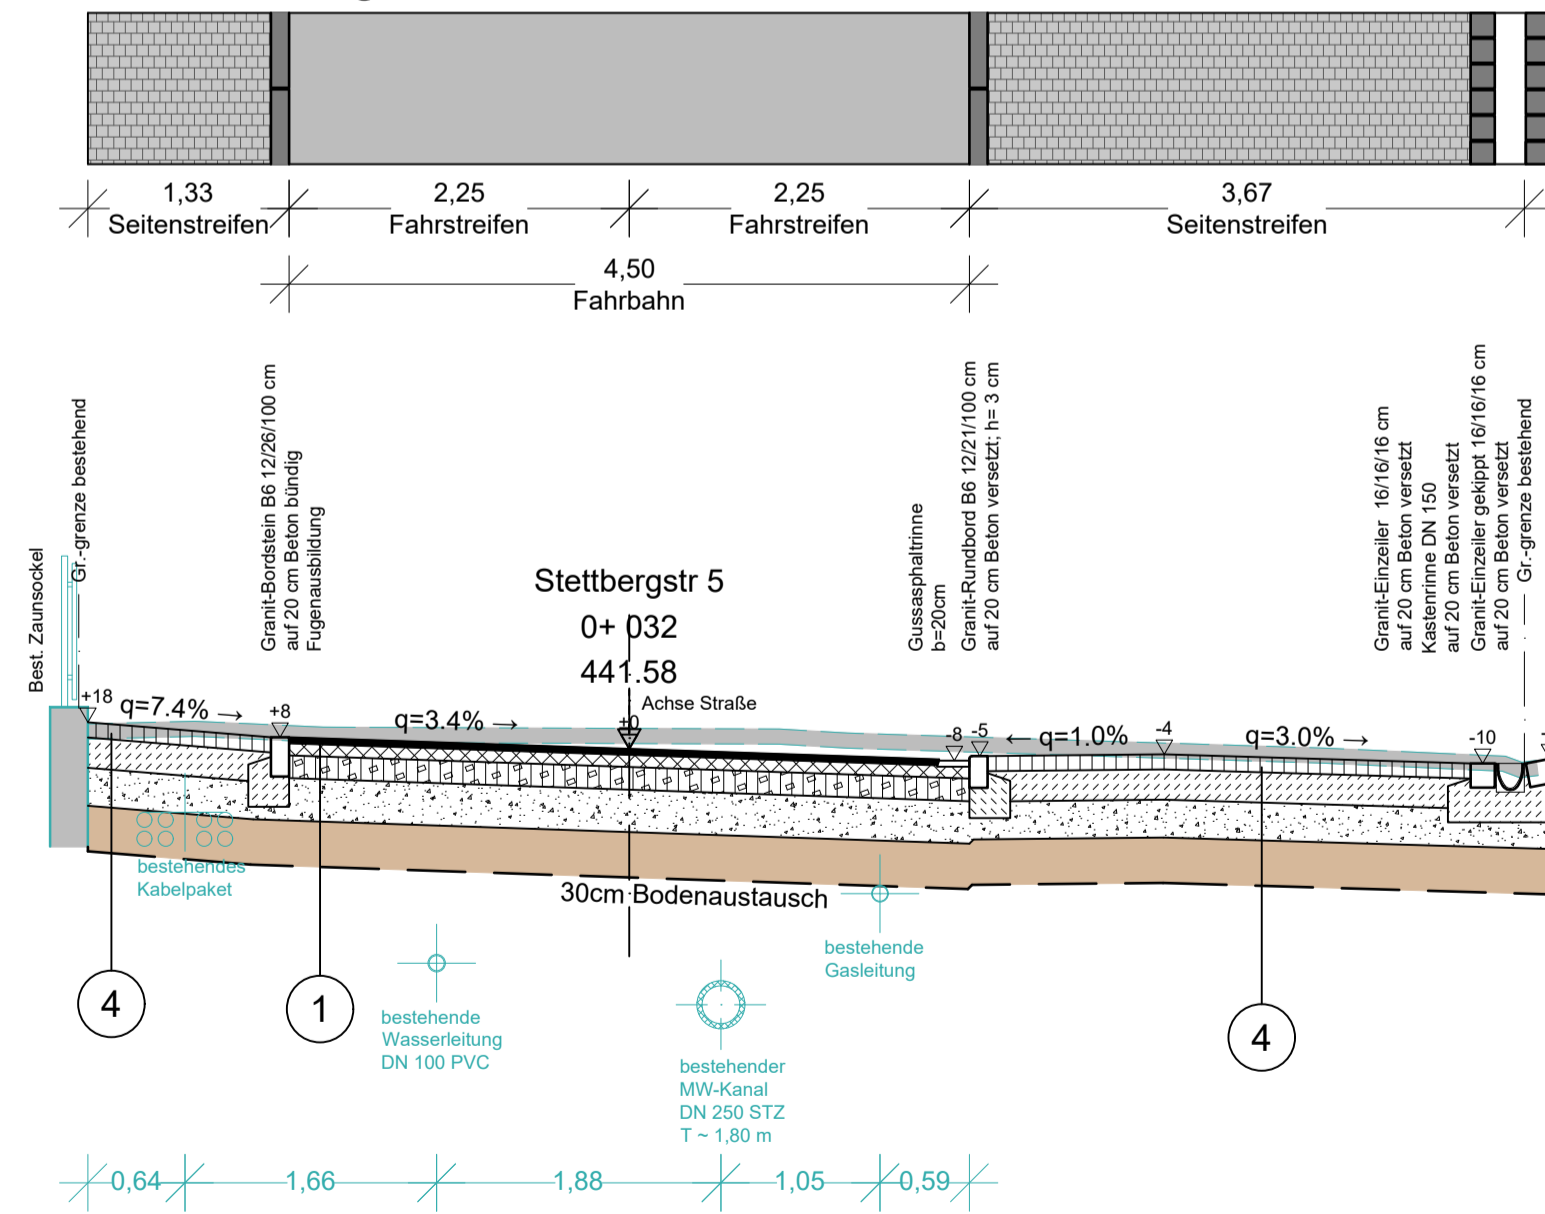 1,33
Seitenstreifen
2,25
Fahrstreifen
2,25
Fahrstreifen
3,67
Seitenstreifen
4,50
Fahrbahn
Best. Zaunsockel
Gr.-grenze bestehend
Granit-Bordstein B6 12/26/100 cm
auf 20 cm Beton bündig
Fugenausbildung
Stettbergstr 5
0+ 032
441.58
Achse Straße
Gussasphaltrinne
b=20cm
Granit-Rundbord B6 12/21/100 cm
auf 20 cm Beton versetzt; h= 3 cm
Granit-Einzeiler 16/16/16 cm
auf 20 cm Beton versetzt
Kastenrinne DN 150
auf 20 cm Beton versetzt
Granit-Einzeiler gekippt 16/16/16 cm
auf 20 cm Beton versetzt
Gr.-grenze bestehend
+18
q=7.4% →
+8
q=3.4% →
±0
-8
-5
← q=1.0%
-4
q=3.0% →
-10
bestehendes
Kabelpaket
30cm Bodenaustausch
4
1
4
bestehende
Wasserleitung
DN 100 PVC
bestehender
MW-Kanal
DN 250 STZ
T ~ 1,80 m
bestehende
Gasleitung
0,64
1,66
1,88
1,05
0,59